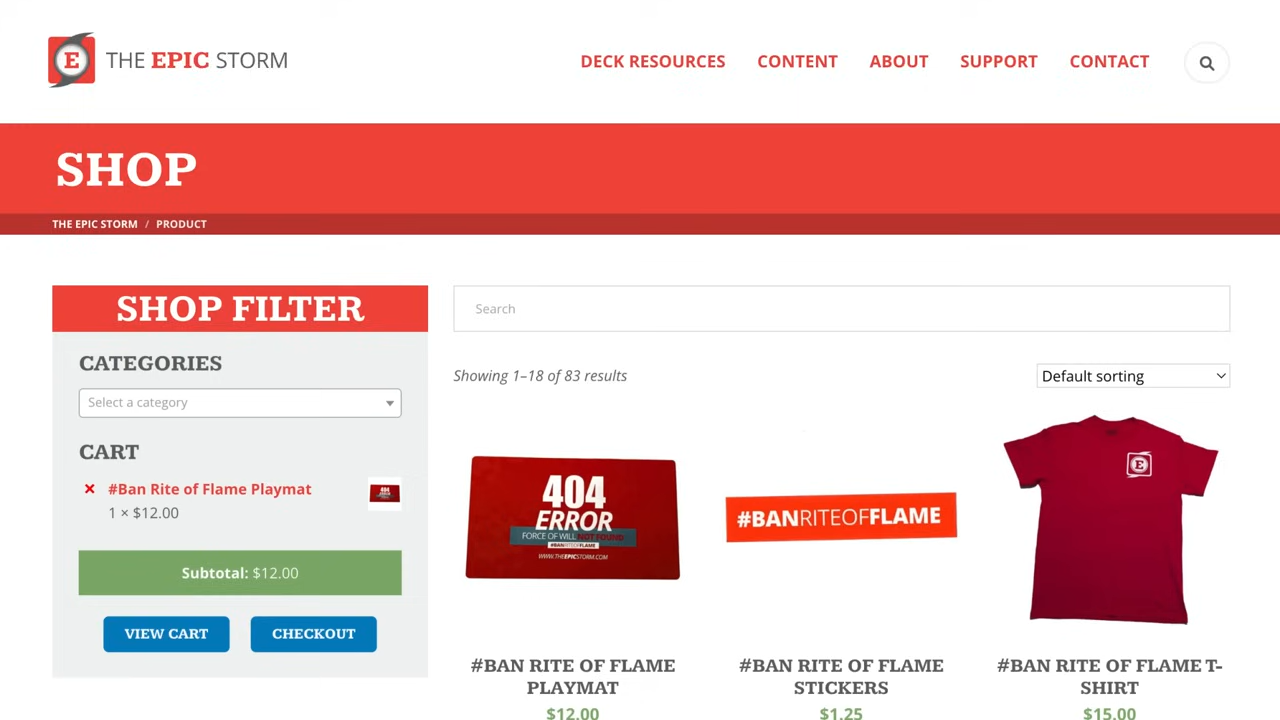 E THE EPIC STORM
DECK RESOURCES CONTENT ABOUT SUPPORT CONTACT
SHOP
THE EPIC STORM / PRODUCT
SHOP FILTER
CATEGORIES
Select a category
CART
× #Ban Rite of Flame Playmat
1 × $12.00
Subtotal: $12.00
VIEW CART CHECKOUT
Search
Showing 1–18 of 83 results
Default sorting
404
ERROR
FORCE OF WILL NOT FOUND
#BANRITEOFFLAME
WWW.THEEPICSTORM.COM
#BANRITEOFFLAME
E
#BAN RITE OF FLAME
PLAYMAT
$12.00
#BAN RITE OF FLAME
STICKERS
$1.25
#BAN RITE OF FLAME T-
SHIRT
$15.00